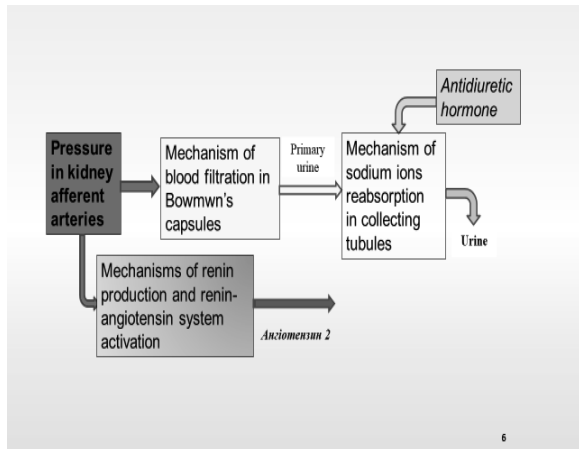 Antidiuretic
hormone
Pressure
in kidney
afferent
arteries
Mechanism of
blood filtration in
Bowmwn's
capsules
Primary
urine
Mechanism of
sodium ions
reabsorption
in collecting
tubules
Urine
Mechanisms of renin
production and renin-
angiotensin system
activation
Ангіотензин 2
6